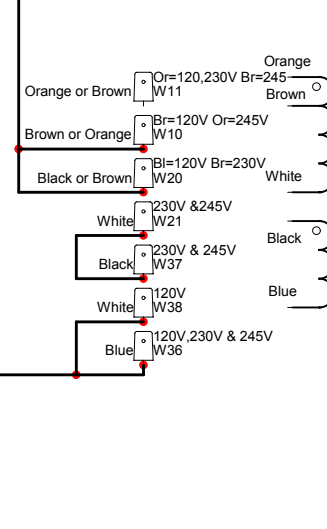 Orange
Or=120,230V Br=245
Orange or Brown W11
Brown
Br=120V Or=245V
Brown or Orange W10
Bl=120V Br=230V
Black or Brown W20
White
230V &245V
White W21
Black
230V & 245V
Black W37
Blue
120V
White W38
120V,230V & 245V
Blue W36